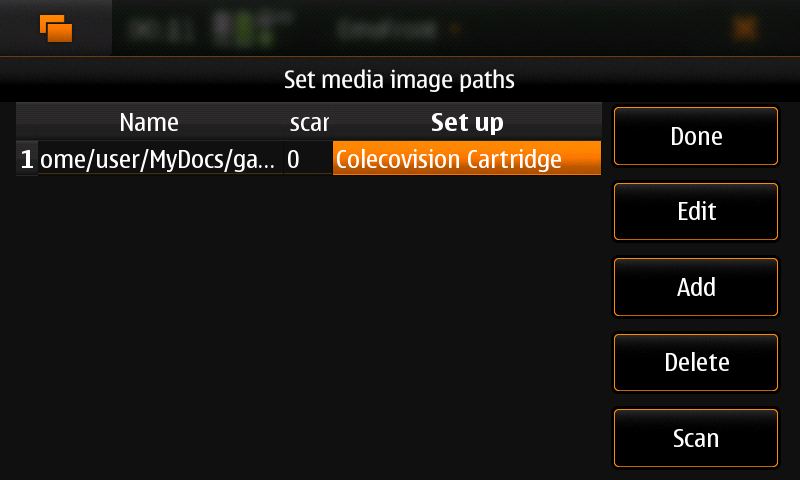 Set media image paths
Name scan Set up
1 ome/user/MyDocs/ga... 0 Colecovision Cartridge
Done
Edit
Add
Delete
Scan